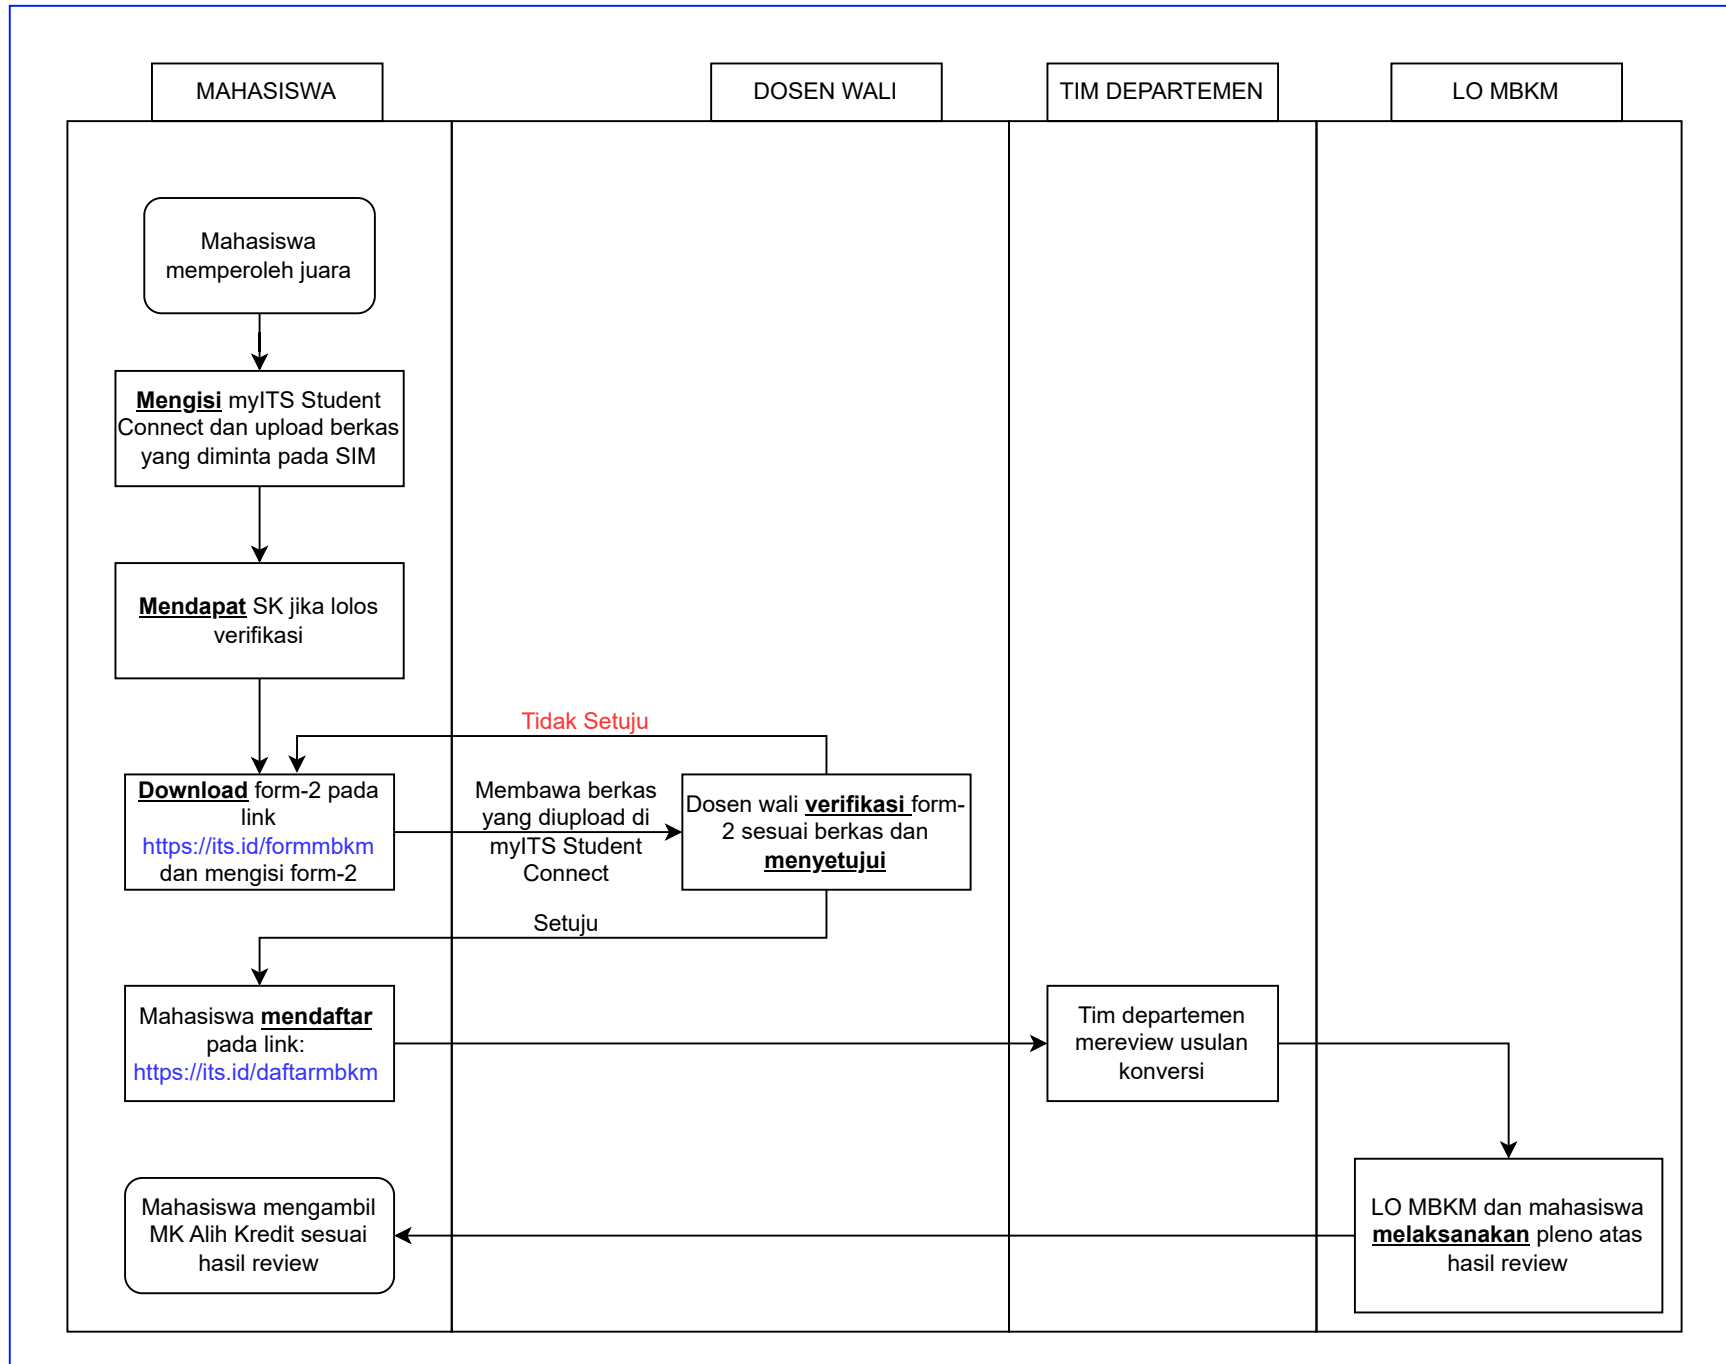 MAHASISWA
DOSEN WALI
TIM DEPARTEMEN
LO MBKM
Mahasiswa
memperoleh juara
Mengisi myITS Student
Connect dan upload berkas
yang diminta pada SIM
Mendapat SK jika lolos
verifikasi
Tidak Setuju
Download form-2 pada
link
https://its.id/formmbkm
dan mengisi form-2
Membawa berkas
yang diupload di
myITS Student
Connect
Dosen wali verifikasi form-
2 sesuai berkas dan
menyetujui
Setuju
Mahasiswa mendaftar
pada link:
https://its.id/daftarmbkm
Tim departemen
mereview usulan
konversi
LO MBKM dan mahasiswa
melaksanakan pleno atas
hasil review
Mahasiswa mengambil
MK Alih Kredit sesuai
hasil review